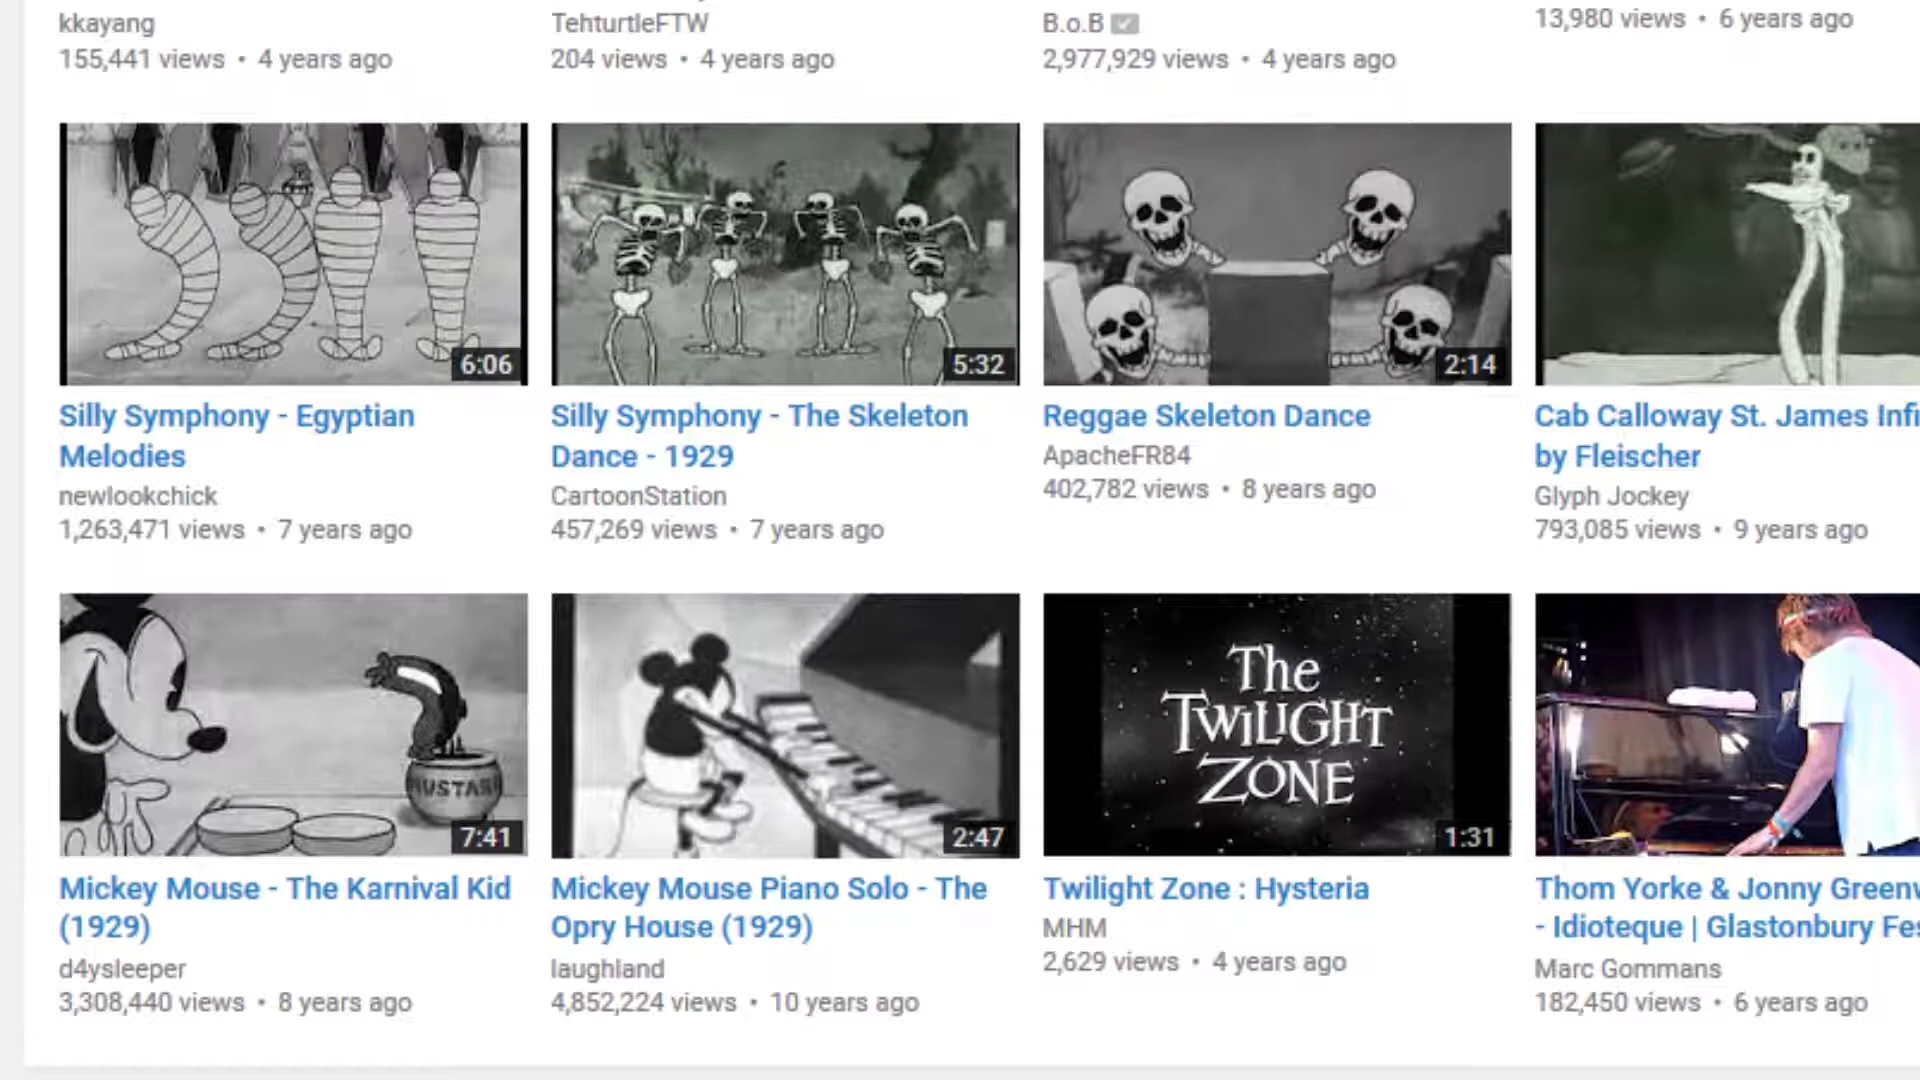 kkayang
155,441 views • 4 years ago
TehturtleFTW
204 views • 4 years ago
B.o.B
2,977,929 views • 4 years ago
13,980 views • 6 years ago
6:06
Silly Symphony - Egyptian
Melodies
newlookchick
1,263,471 views • 7 years ago
5:32
Silly Symphony - The Skeleton
Dance - 1929
CartoonStation
457,269 views • 7 years ago
2:14
Reggae Skeleton Dance
ApacheFR84
402,782 views • 8 years ago
Cab Calloway St. James Infi
by Fleischer
Glyph Jockey
793,085 views • 9 years ago
MUSTARD
7:41
Mickey Mouse - The Karnival Kid
(1929)
d4ysleeper
3,308,440 views • 8 years ago
2:47
Mickey Mouse Piano Solo - The
Opry House (1929)
laughland
4,852,224 views • 10 years ago
The
TWILIGHT
ZONE
1:31
Twilight Zone : Hysteria
MHM
2,629 views • 4 years ago
Thom Yorke & Jonny Greenw
- Idioteque | Glastonbury Fes
Marc Gommans
182,450 views • 6 years ago